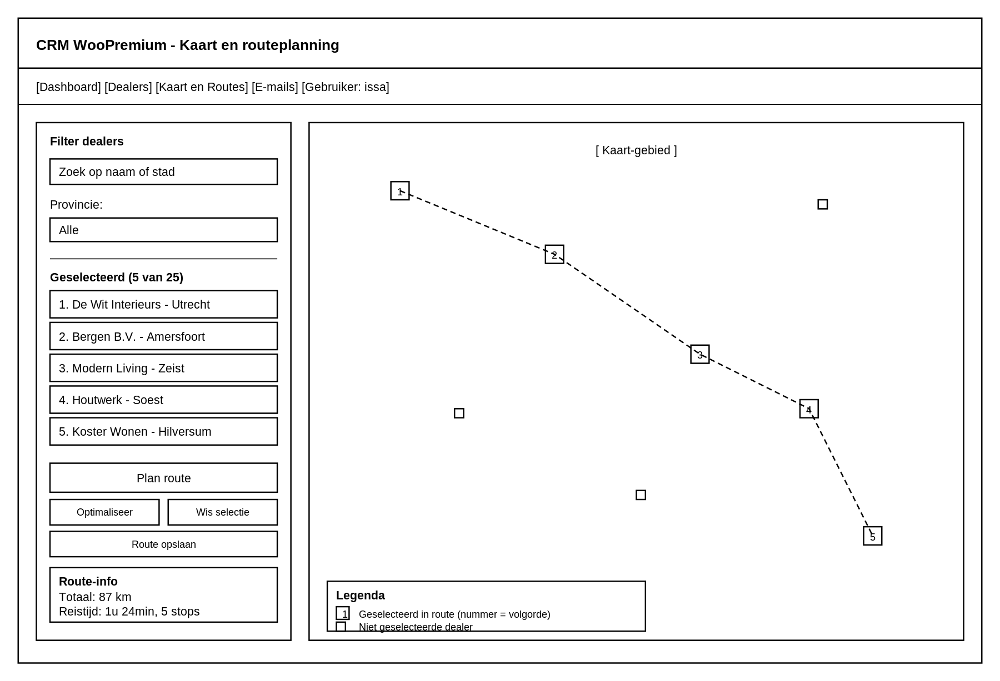 CRM WooPremium - Kaart en routeplanning
[Dashboard] [Dealers] [Kaart en Routes] [E-mails] [Gebruiker: issa]
Filter dealers
Zoek op naam of stad
Provincie:
Alle
Geselecteerd (5 van 25)
1. De Wit Interieurs - Utrecht
2. Bergen B.V. - Amersfoort
3. Modern Living - Zeist
4. Houtwerk - Soest
5. Koster Wonen - Hilversum
Plan route
Optimaliseer
Wis selectie
Route opslaan
Route-info
Totaal: 87 km
Reistijd: 1u 24min, 5 stops
[ Kaart-gebied ]
1
2
3
4
5
Legenda
1 Geselecteerd in route (nummer = volgorde)
Niet geselecteerde dealer